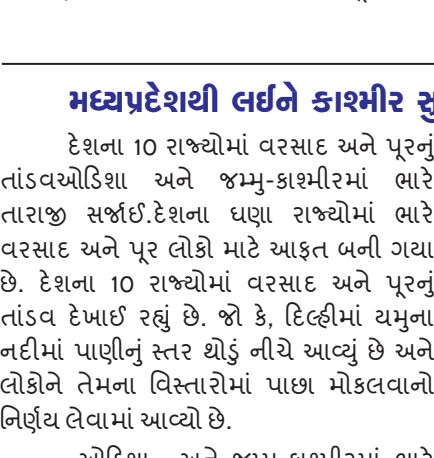 મધ્યપ્રદેશથી લઈને કાશ્મીર
દેશના 10 રાજ્યોમાં વરસાદ અને પૂરનું
તાંડવઓડિશા અને જમ્મુ-કાશ્મીરમાં ભારે
તારાજી સર્જાઈ.દેશના ઘણા રાજ્યોમાં ભારે
વરસાદ અને પૂર લોકો માટે આફત બની ગયા
છે. દેશના 10 રાજ્યોમાં વરસાદ અને પૂરનું
તાંડવ દેખાઈ રહ્યું છે. જો કે, દિલ્હીમાં યમુના
નદીમાં પાણીનું સ્તર થોડું નીચે આવ્યું છે અને
લોકોને તેમના વિસ્તારોમાં પાછા મોકલવાનો
નિર્ણય લેવામાં આવ્યો છે.